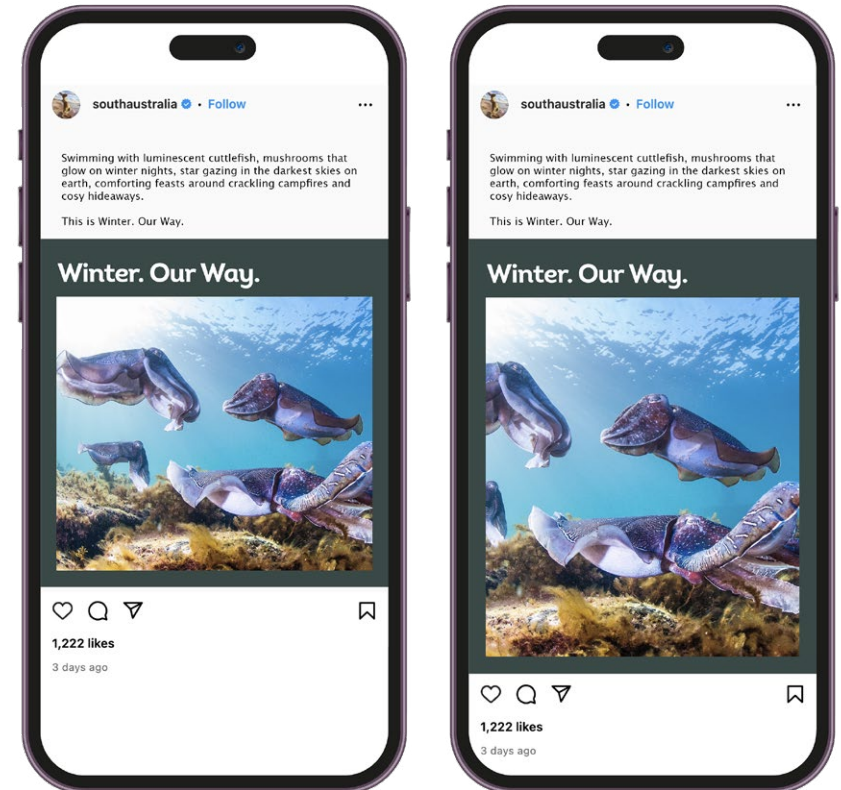 southaustralia • Follow
Swimming with luminescent cuttlefish, mushrooms that
glow on winter nights, star gazing in the darkest skies on
earth, comforting feasts around crackling campfires and
cosy hideaways.
This is Winter. Our Way.
Winter. Our Way.
1,222 likes
3 days ago
southaustralia • Follow
Swimming with luminescent cuttlefish, mushrooms that
glow on winter nights, star gazing in the darkest skies on
earth, comforting feasts around crackling campfires and
cosy hideaways.
This is Winter. Our Way.
Winter. Our Way.
1,222 likes
3 days ago